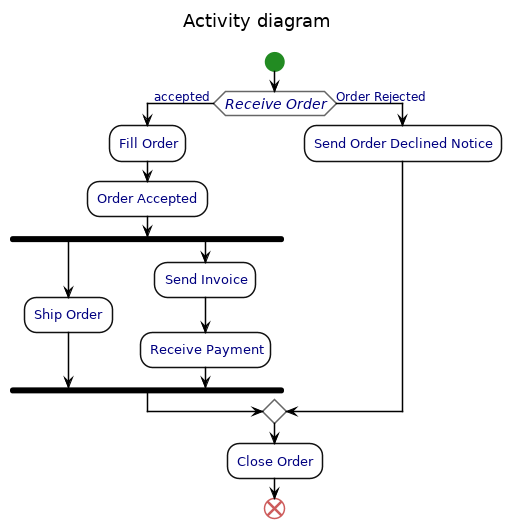 Activity diagram
accepted
Receive Order
Order Rejected
Fill Order
Send Order Declined Notice
Order Accepted
Send Invoice
Ship Order
Receive Payment
Close Order